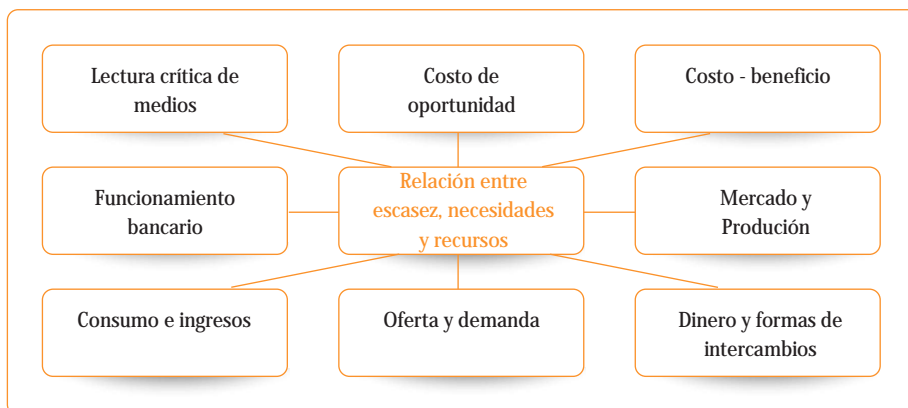 Lectura crítica de
medios
Costo de
oportunidad
Costo - beneficio
Funcionamiento
bancario
Relación entre
escasez, necesidades
y recursos
Mercado y
Produción
Consumo e ingresos
Oferta y demanda
Dinero y formas de
intercambios